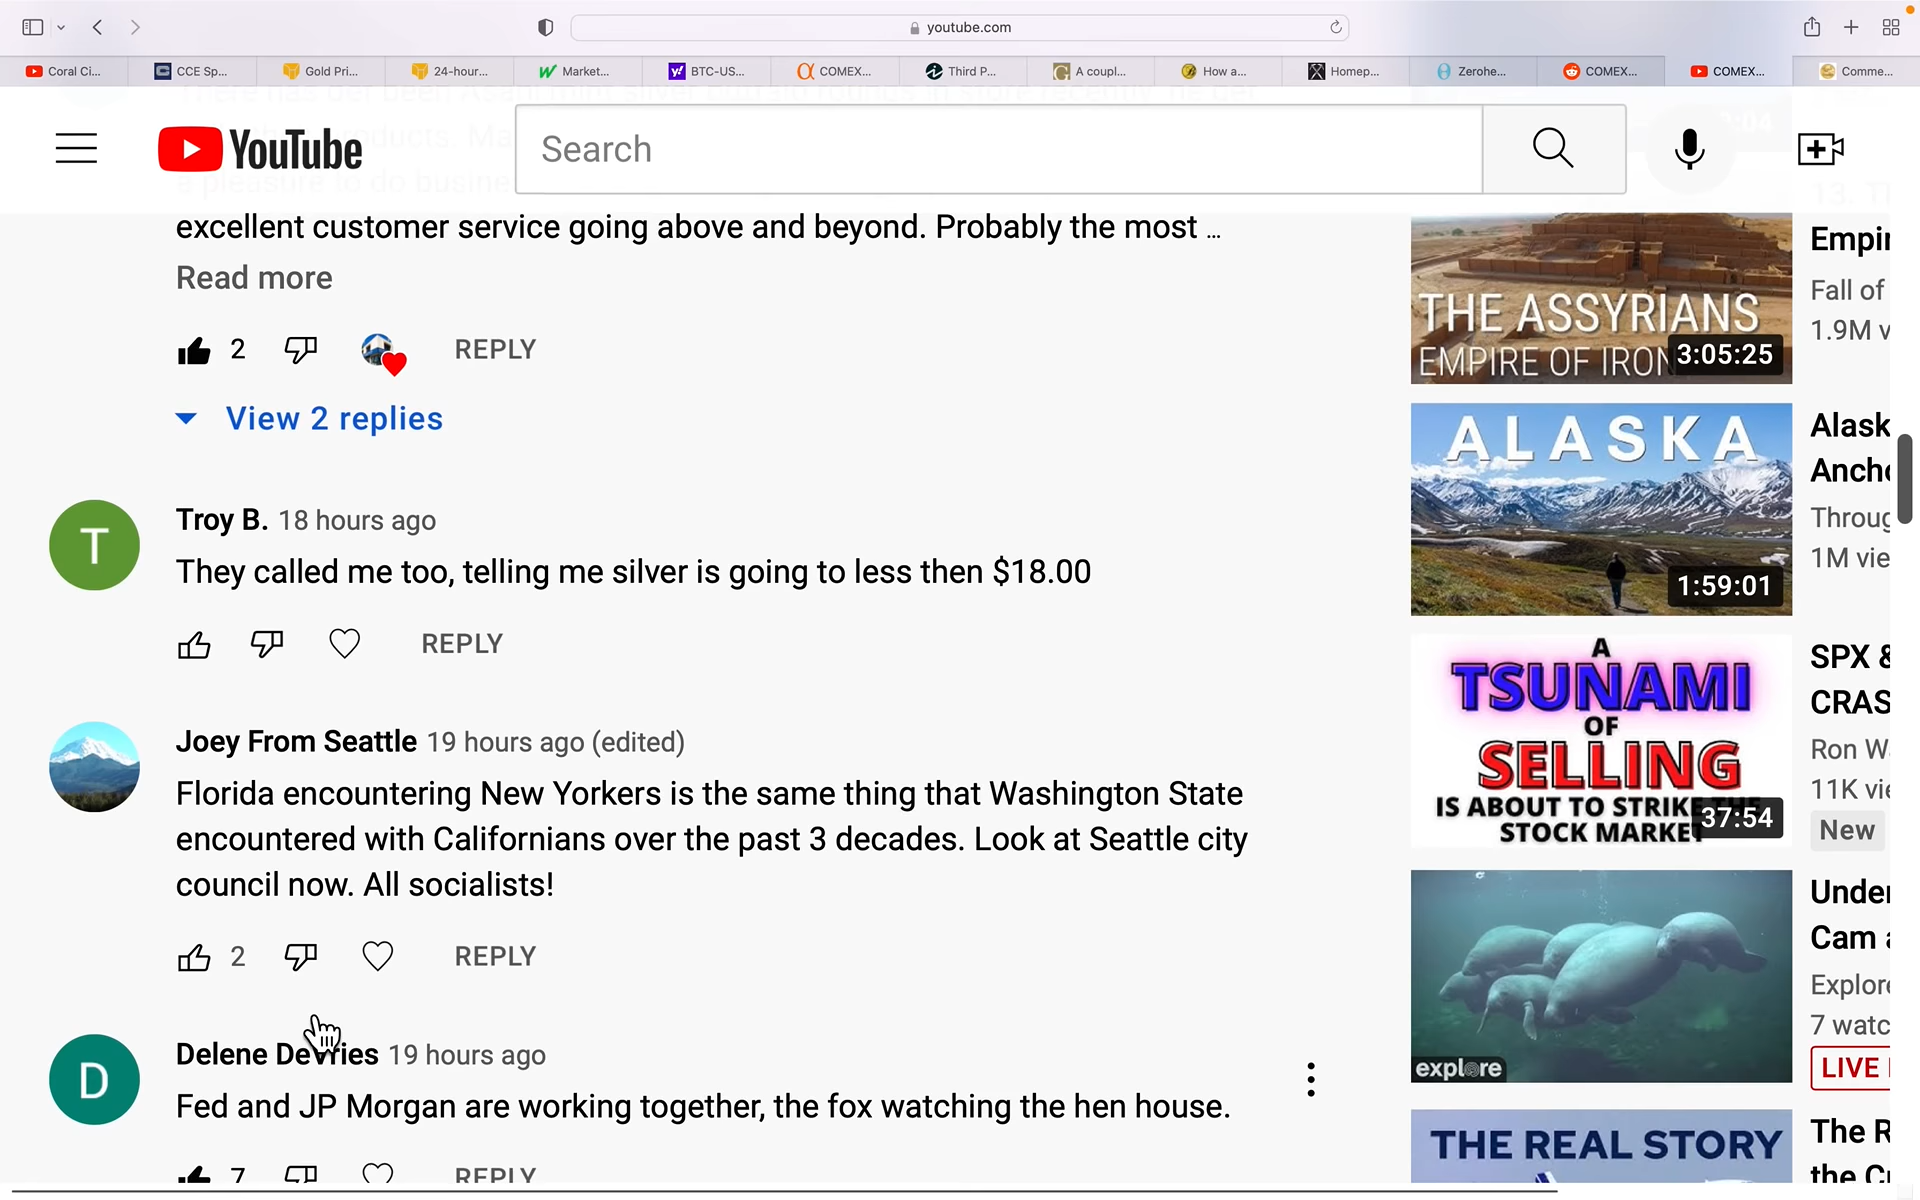 youtube.com
Coral Ci...
CCE Sp...
Gold Pri...
24-hour...
Market...
BTC-US...
COMEX...
Third P...
A coupl...
How a...
Homep...
Zerohe...
COMEX...
COMEX...
Comme...
YouTube
Search
excellent customer service going above and beyond. Probably the most ...
Read more
2
REPLY
View 2 replies
T
Troy B. 18 hours ago
They called me too, telling me silver is going to less then $18.00
REPLY
Joey From Seattle 19 hours ago (edited)
Florida encountering New Yorkers is the same thing that Washington State
encountered with Californians over the past 3 decades. Look at Seattle city
council now. All socialists!
2
REPLY
D
Delene DeVries 19 hours ago
Fed and JP Morgan are working together, the fox watching the hen house.
7
REPLY
THE ASSYRIANS
EMPIRE OF IRON
3:05:25
Empi
Fall of
1.9M v
ALASKA
1:59:01
Alask
Ancho
Throug
1M vie
A
TSUNAMI
OF
SELLING
IS ABOUT TO STRIKE THE
STOCK MARKET
37:54
SPX &
CRAS
Ron W
11K vie
New
explore
Under
Cam a
Explore
7 watc
LIVE
THE REAL STORY
The R
the C